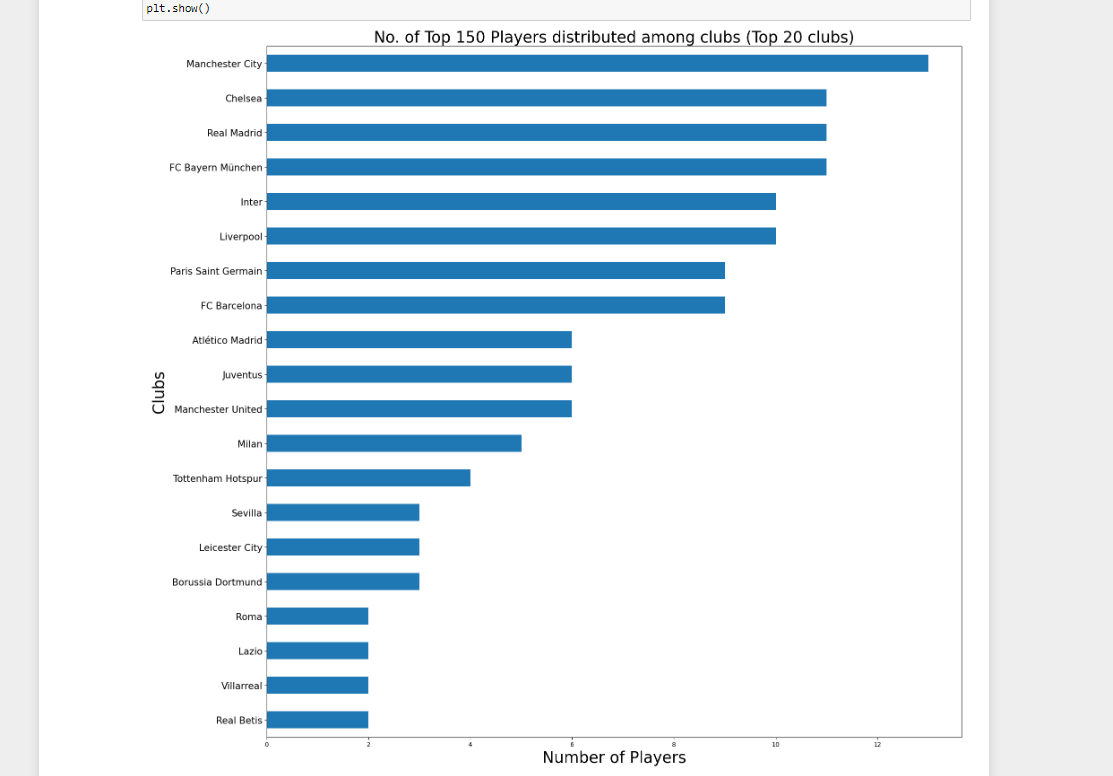 plt.show()
No. of Top 150 Players distributed among clubs (Top 20 clubs)
Manchester City
Chelsea
Real Madrid
FC Bayern München
Inter
Liverpool
Paris Saint Germain
FC Barcelona
Atlético Madrid
Juventus
Manchester United
Milan
Tottenham Hotspur
Sevilla
Leicester City
Borussia Dortmund
Roma
Lazio
Villarreal
Real Betis
Clubs
0 2 4 6 8 10 12
Number of Players